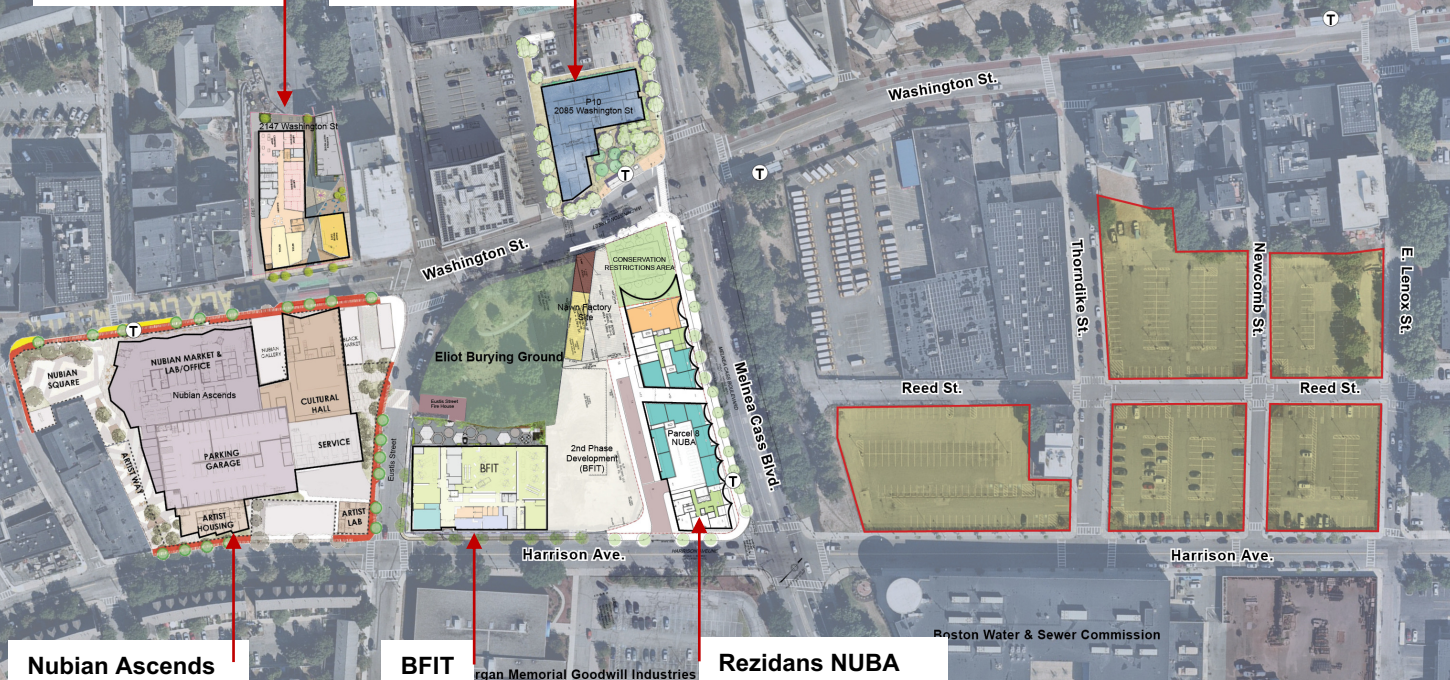 T
Washington St.
P10
2085 Washington St
2147 Washington St
T
T
Washington St.
CONSERVATION
RESTRICTIONS AREA
Thorndike St.
Newcomb St.
E. Lenox St.
Nawn Factory
Site
T
NUBIAN MARKET &
LAB/OFFICE
Nubian Ascends
NUBIAN
GALLERY
BLACK
MARKET
NUBIAN
SQUARE
CULTURAL
HALL
Eliot Burying Ground
Eustis Street
Fire House
Melnea Cass Blvd.
Reed St.
Reed St.
PARKING
GARAGE
SERVICE
ARTIST WAY
Eustis Street
BFIT
2nd Phase
Development
(BFIT)
Parcel 8
NUBA
T
ARTIST
HOUSING
ARTIST
LAB
Harrison Ave.
Harrison Ave.
Boston Water & Sewer Commission
Nubian Ascends
BFIT
rgan Memorial Goodwill Industries
Rezidans NUBA